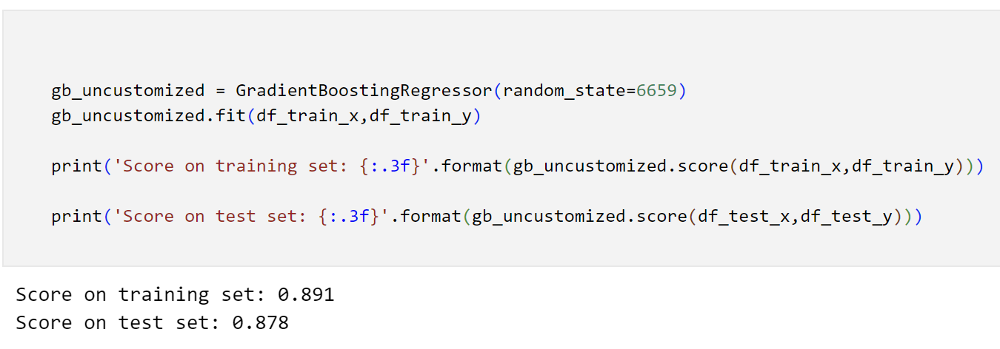 gb_uncustomized = GradientBoostingRegressor(random_state=6659)
gb_uncustomized.fit(df_train_x,df_train_y)
print('Score on training set: {:.3f}'.format(gb_uncustomized.score(df_train_x,df_train_y)))
print('Score on test set: {:.3f}'.format(gb_uncustomized.score(df_test_x,df_test_y)))
Score on training set: 0.891
Score on test set: 0.878